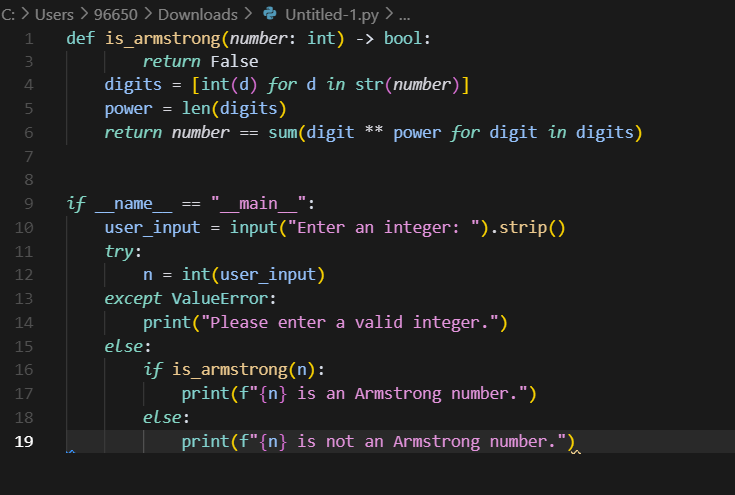 C: > Users > 96650 > Downloads > Untitled-1.py > ...
1 def is_armstrong(number: int) -> bool:
3         return False
4     digits = [int(d) for d in str(number)]
5     power = len(digits)
6     return number == sum(digit ** power for digit in digits)
7
8
9 if __name__ == "__main__":
10     user_input = input("Enter an integer: ").strip()
11     try:
12         n = int(user_input)
13     except ValueError:
14         print("Please enter a valid integer.")
15     else:
16         if is_armstrong(n):
17             print(f"{n} is an Armstrong number.")
18         else:
19             print(f"{n} is not an Armstrong number.")